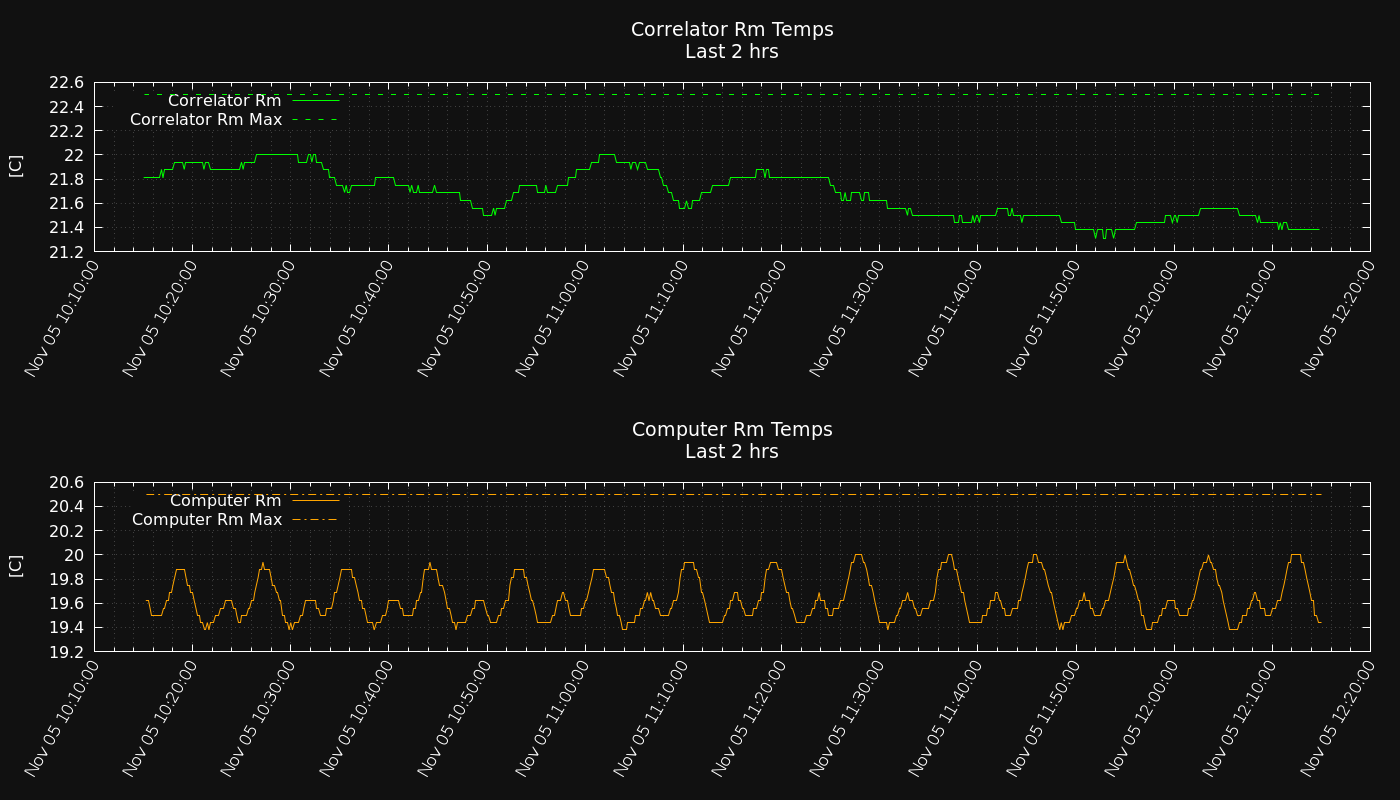 Correlator Rm Temps
Last 2 hrs
22.6
22.4
22.2
22
21.8
21.6
21.4
21.2
[C]
Correlator Rm
Correlator Rm Max
Nov 05 10:10:00
Nov 05 10:20:00
Nov 05 10:30:00
Nov 05 10:40:00
Nov 05 10:50:00
Nov 05 11:00:00
Nov 05 11:10:00
Nov 05 11:20:00
Nov 05 11:30:00
Nov 05 11:40:00
Nov 05 11:50:00
Nov 05 12:00:00
Nov 05 12:10:00
Nov 05 12:20:00
Computer Rm Temps
Last 2 hrs
20.6
20.4
20.2
20
19.8
19.6
19.4
19.2
[C]
Computer Rm
Computer Rm Max
Nov 05 10:10:00
Nov 05 10:20:00
Nov 05 10:30:00
Nov 05 10:40:00
Nov 05 10:50:00
Nov 05 11:00:00
Nov 05 11:10:00
Nov 05 11:20:00
Nov 05 11:30:00
Nov 05 11:40:00
Nov 05 11:50:00
Nov 05 12:00:00
Nov 05 12:10:00
Nov 05 12:20:00